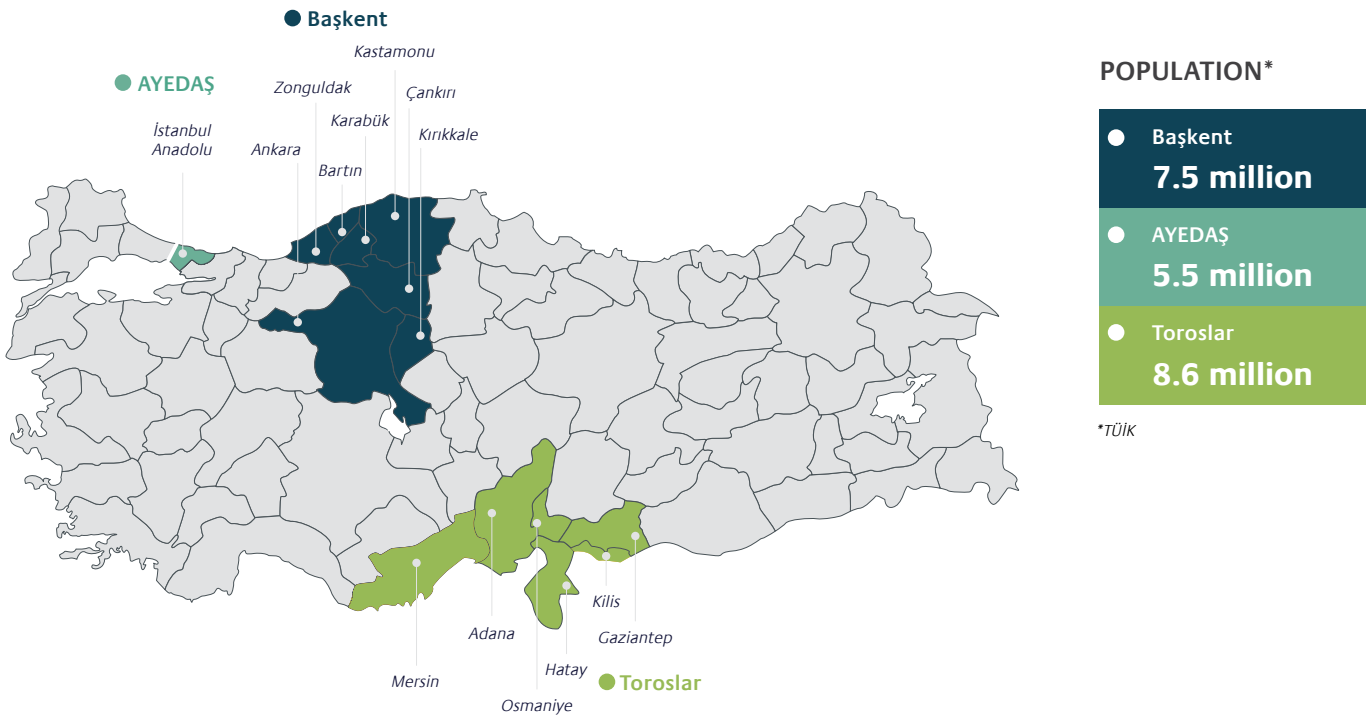 Başkent
Kastamonu
AYEDAŞ
Zonguldak
Çankırı
Karabük
İstanbul
Anadolu
Ankara
Kırıkkale
Bartın
Kilis
Adana
Gaziantep
Hatay
Mersin
Toroslar
Osmaniye
POPULATION*
Başkent
7.5 million
AYEDAŞ
5.5 million
Toroslar
8.6 million
*TÜİK